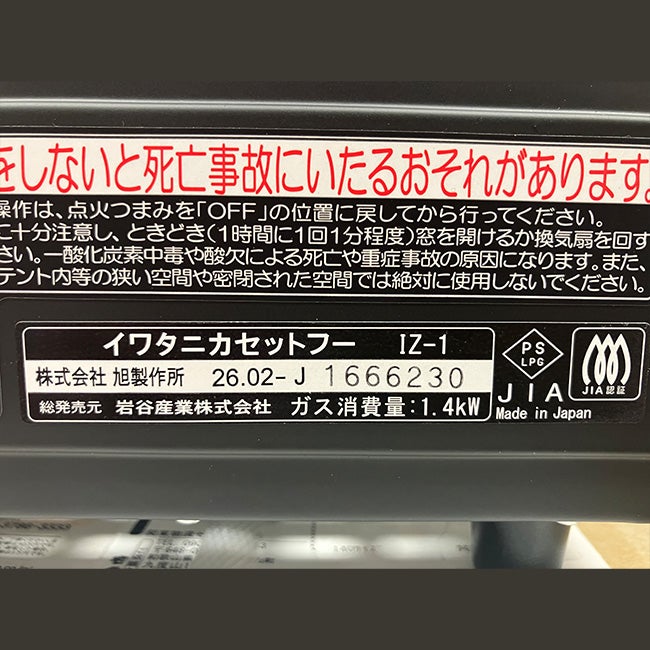 をしないと死亡事故にいたるおそれがあります。
操作は、点火つまみを「OFF」の位置に戻してから行ってください。
に十分注意し、ときどき(1時間に1回1分程度)窓を開けるか換気扇を回す
さい。一酸化炭素中毒や酸欠による死亡や重症事故の原因になります。また、
テント内等の狭い空間や密閉された空間では絶対に使用しないでください。
イワタニカセットフー IZ-1
株式会社 旭製作所 26.02-J 1666230
総発売元 岩谷産業株式会社 ガス消費量:1.4kW
PS
LPG
JIA
Made in Japan
JIA認証